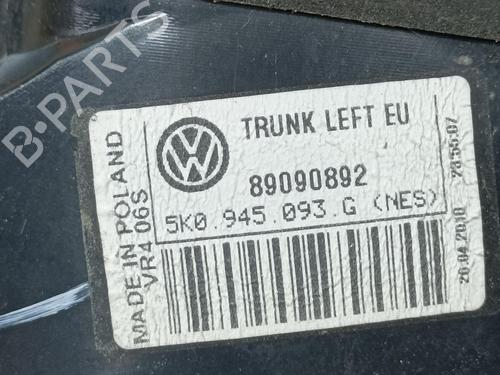 B-PARTS
TRUNK LEFT EU
89090892
5K0.945.093.G (NES)
MADE IN POLAND
VR4 06S
26.04.2010 23:55:07